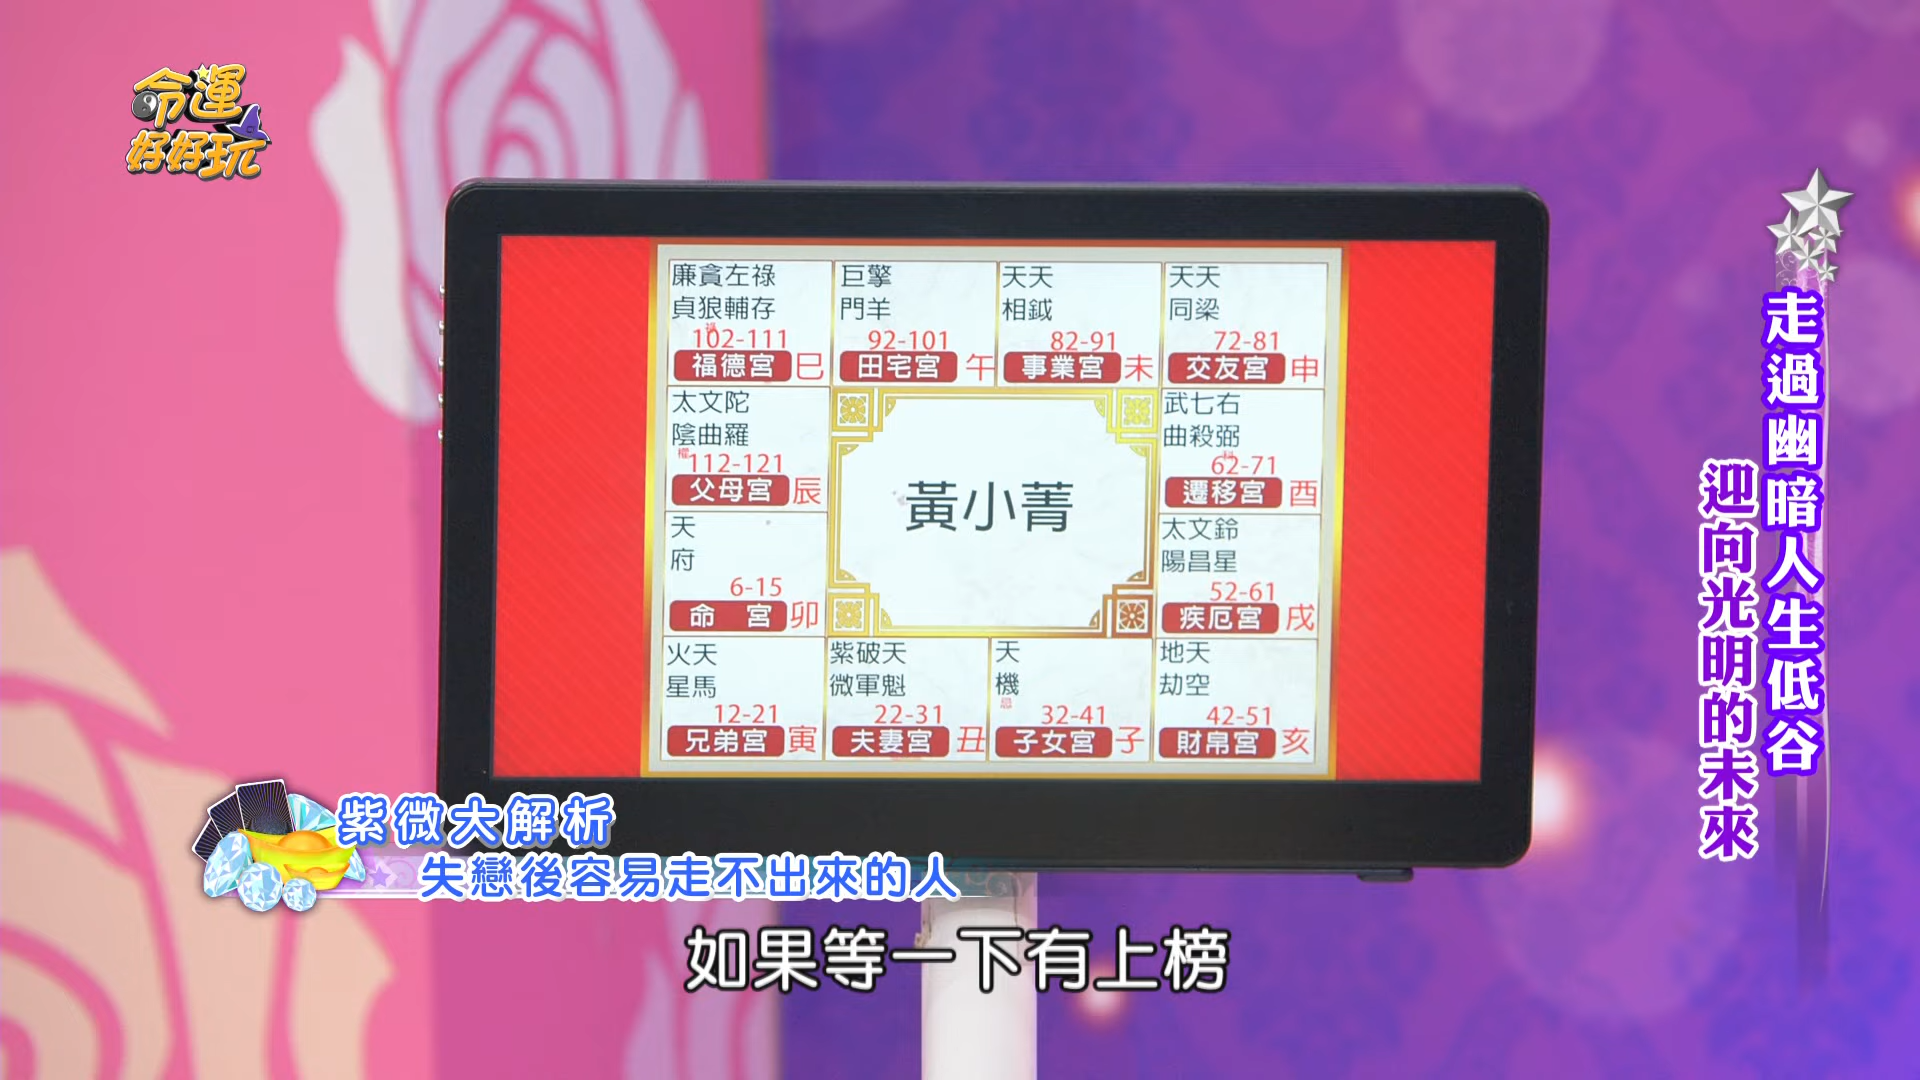 命運
好好玩
走過幽暗人生低谷
迎向光明的未來
廉貪左祿
貞狼輔存
祿
102-111
福德宮 巳
巨擎
門羊
92-101
田宅宮 午
天天
相鉞
82-91
事業宮 未
天天
同梁
72-81
交友宮 申
太文陀
陰曲羅
權
112-121
父母宮 辰
黃小菁
武七右
曲殺弼
科
62-71
遷移宮 酉
天
府
6-15
命 宮 卯
太文鈴
陽昌星
52-61
疾厄宮 戌
火天
星馬
12-21
兄弟宮 寅
紫破天
微軍魁
22-31
夫妻宮 丑
天
機
忌
32-41
子女宮 子
地天
劫空
42-51
財帛宮 亥
紫微大解析
失戀後容易走不出來的人
如果等一下有上榜